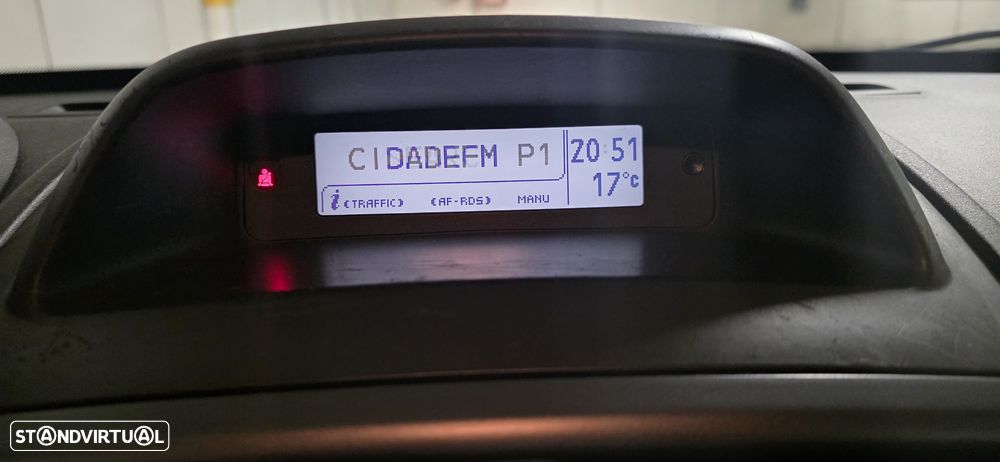 CIDADEFM P1
20:51
17°C
i (TRAFFIC) (AF-RDS) MANU
STANDVIRTUAL